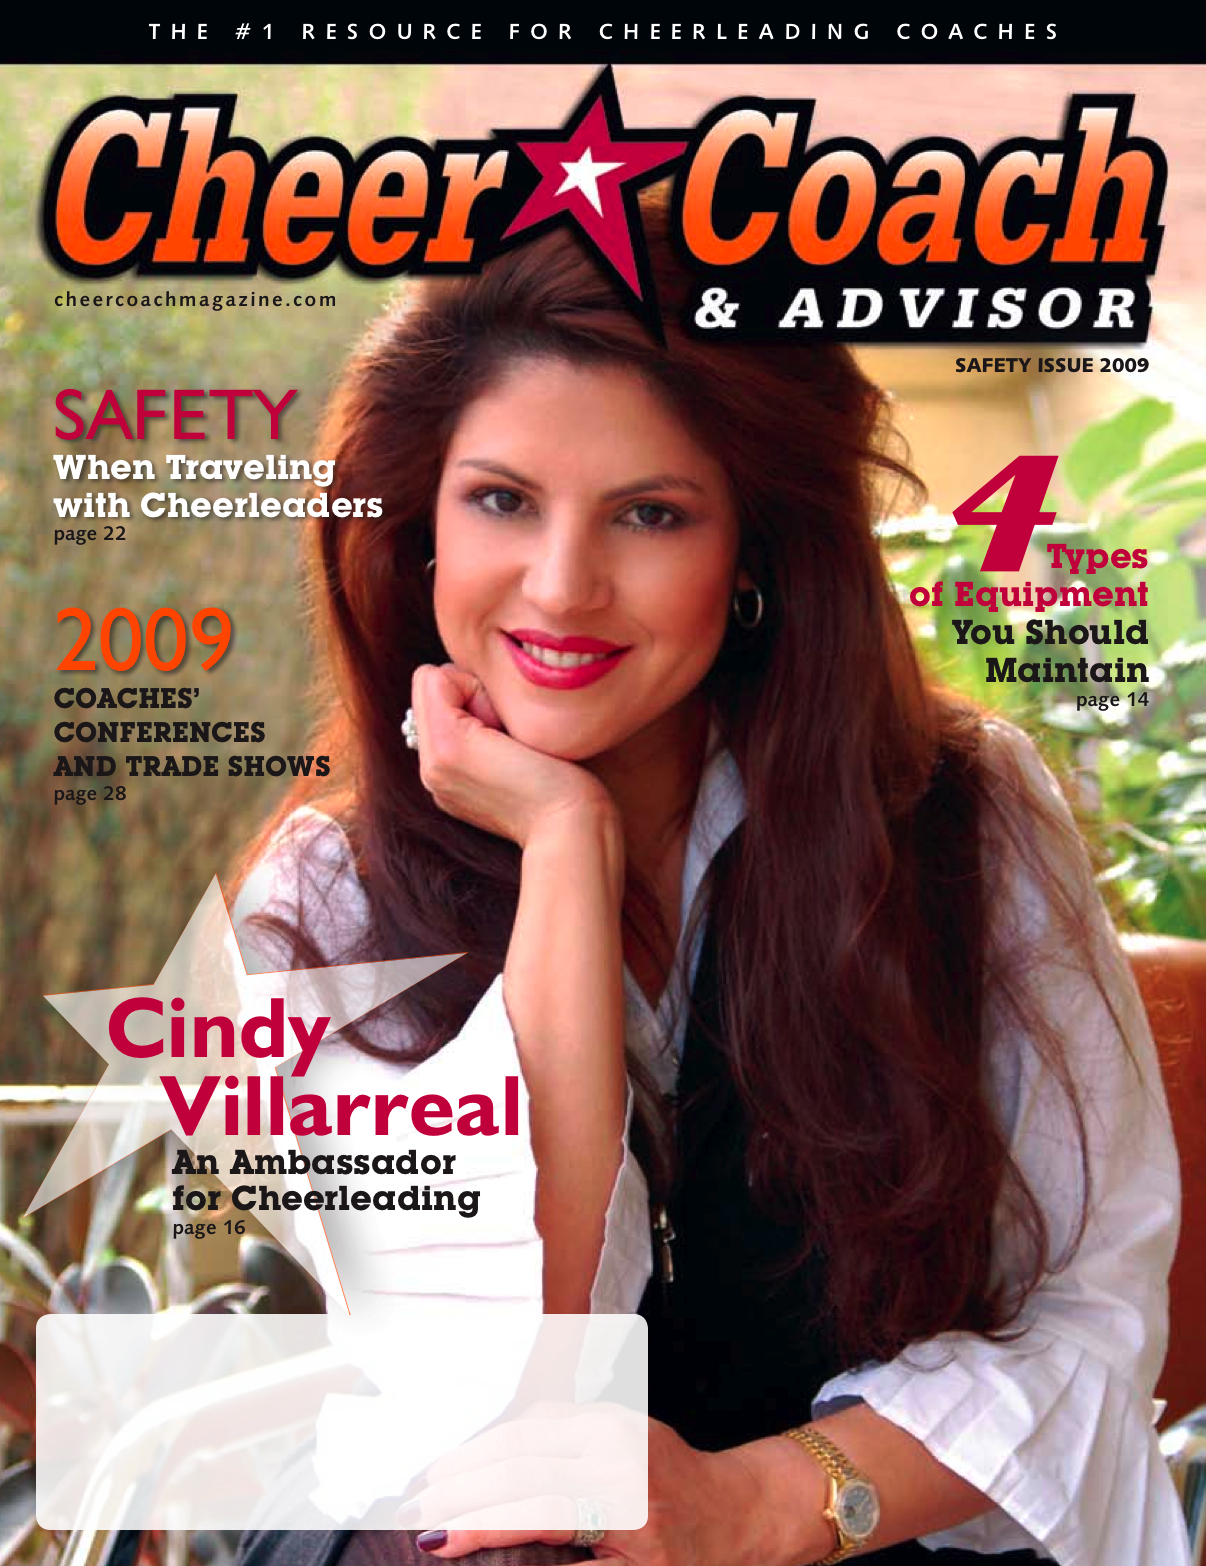 THE #1 RESOURCE FOR CHEERLEADING COACHES
Cheer Coach
& ADVISOR
cheercoachmagazine.com
SAFETY ISSUE 2009
SAFETY
When Traveling
with Cheerleaders
page 22
4 Types
of Equipment
You Should
Maintain
page 14
2009
COACHES’
CONFERENCES
AND TRADE SHOWS
page 28
Cindy
Villarreal
An Ambassador
for Cheerleading
page 16